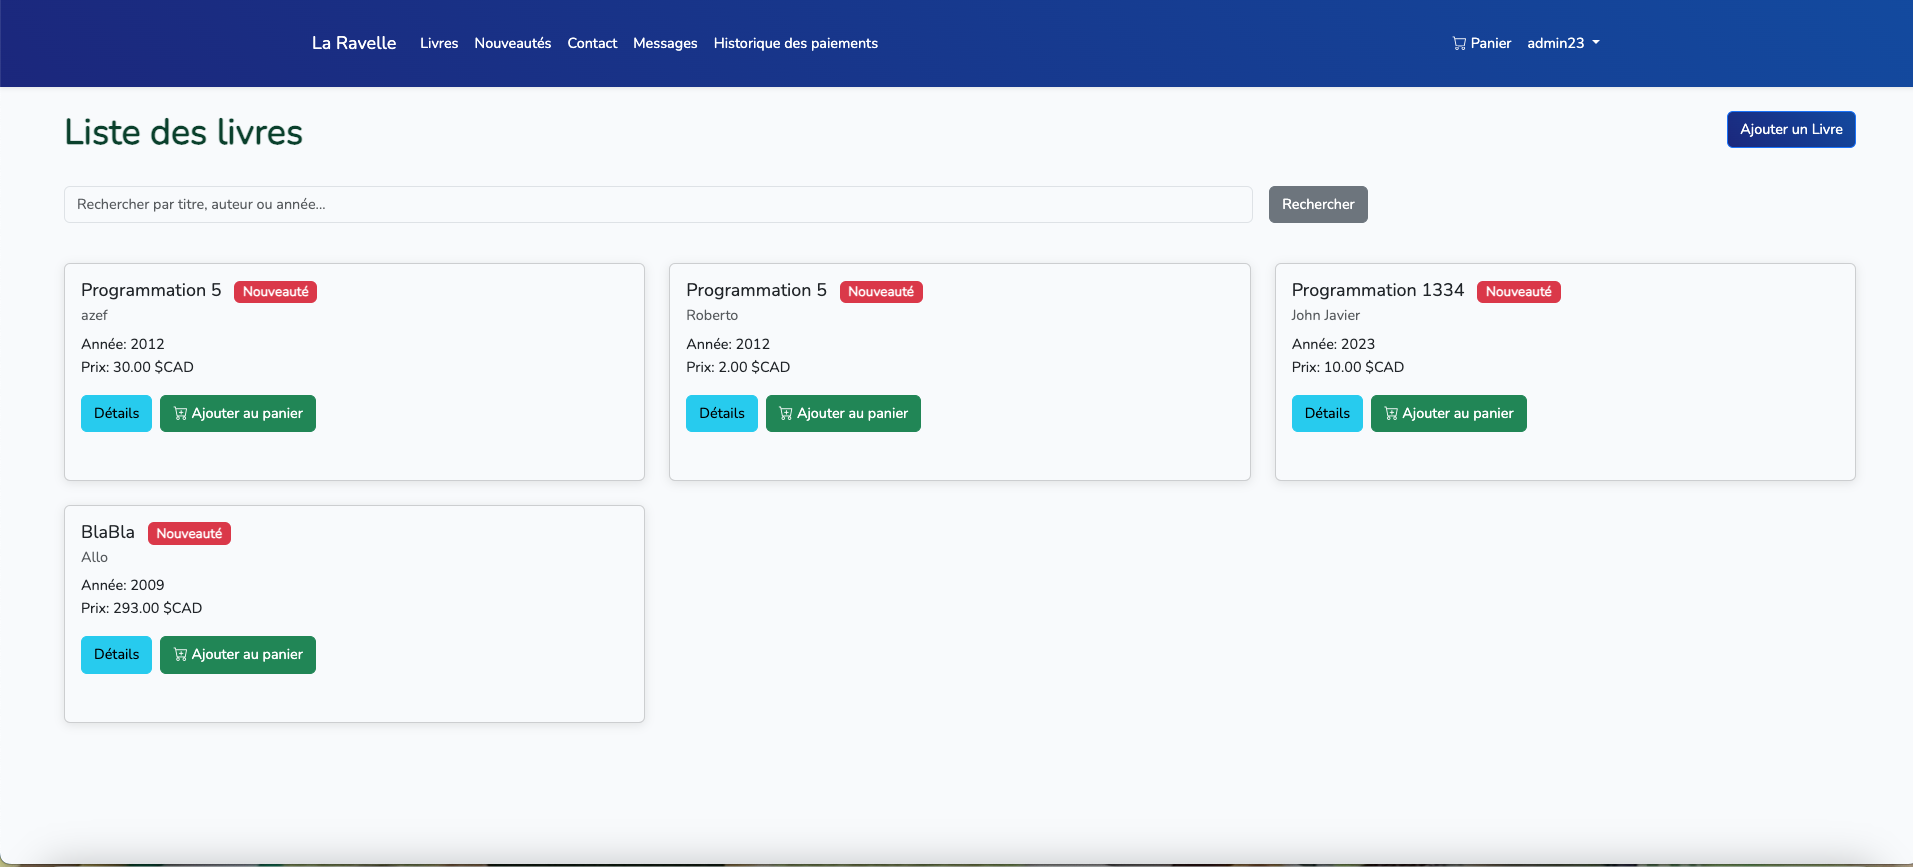 La Ravelle Livres Nouveautés Contact Messages Historique des paiements Panier admin23
Liste des livres
Ajouter un Livre
Rechercher par titre, auteur ou année...
Rechercher
Programmation 5 Nouveauté
azef
Année: 2012
Prix: 30.00 $CAD
Détails Ajouter au panier
Programmation 5 Nouveauté
Roberto
Année: 2012
Prix: 2.00 $CAD
Détails Ajouter au panier
Programmation 1334 Nouveauté
John Javier
Année: 2023
Prix: 10.00 $CAD
Détails Ajouter au panier
BlaBla Nouveauté
Allo
Année: 2009
Prix: 293.00 $CAD
Détails Ajouter au panier